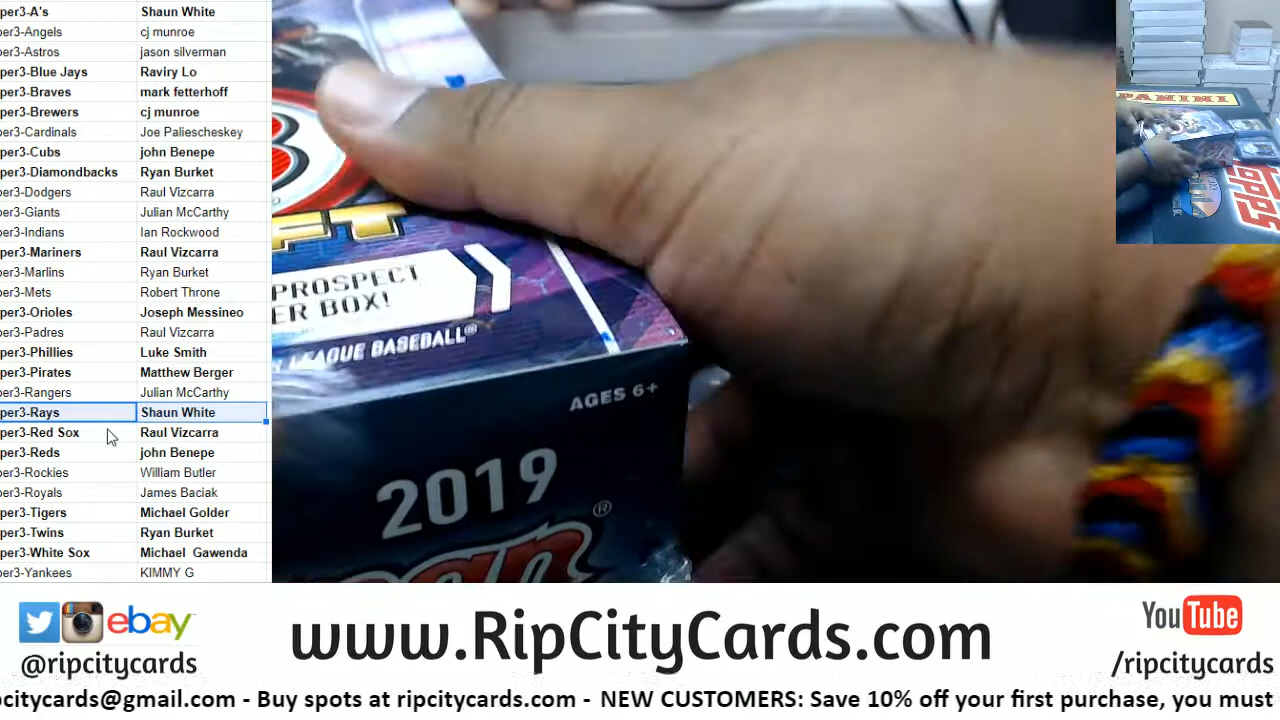 per3-A's Shaun White
per3-Angels cj munroe
per3-Astros jason silverman
per3-Blue Jays Raviry Lo
per3-Braves mark fetterhoff
per3-Brewers cj munroe
per3-Cardinals Joe Paliescheskey
per3-Cubs john Benepe
per3-Diamondbacks Ryan Burket
per3-Dodgers Raul Vizcarra
per3-Giants Julian McCarthy
per3-Indians Ian Rockwood
per3-Mariners Raul Vizcarra
per3-Marlins Ryan Burket
per3-Mets Robert Throne
per3-Orioles Joseph Messineo
per3-Padres Raul Vizcarra
per3-Phillies Luke Smith
per3-Pirates Matthew Berger
per3-Rangers Julian McCarthy
per3-Rays Shaun White
per3-Red Sox Raul Vizcarra
per3-Reds john Benepe
per3-Rockies William Butler
per3-Royals James Baciak
per3-Tigers Michael Golder
per3-Twins Ryan Burket
per3-White Sox Michael Gawenda
per3-Yankees KIMMY G
FT
PROSPECT
ER BOX!
LEAGUE BASEBALL®
AGES 6+
2019
®
PANINI
Topps
ebay
@ripcitycards
www.RipCityCards.com
YouTube
/ripcitycards
pcitycards@gmail.com - Buy spots at ripcitycards.com - NEW CUSTOMERS: Save 10% off your first purchase, you must